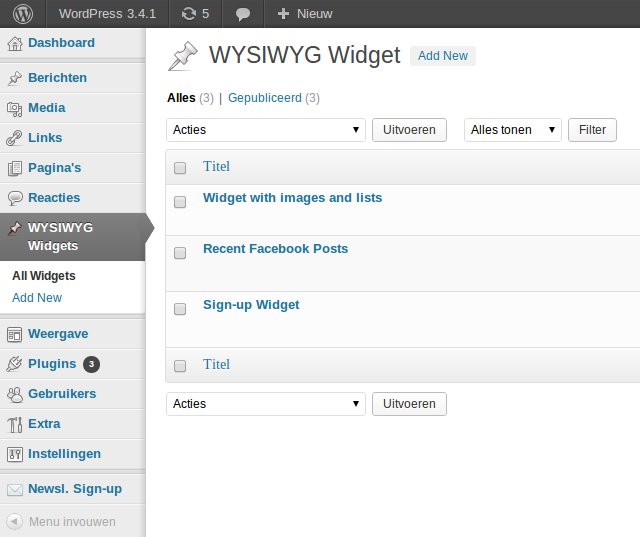 WordPress 3.4.1 5 Nieuw
Dashboard
Berichten
Media
Links
Pagina's
Reacties
WYSIWYG
Widgets
All Widgets
Add New
Weergave
Plugins 3
Gebruikers
Extra
Instellingen
Newsl. Sign-up
Menu invouwen
WYSIWYG Widget Add New
Alles (3) | Gepubliceerd (3)
Acties Uitvoeren Alles tonen Filter
Titel
Widget with images and lists
Recent Facebook Posts
Sign-up Widget
Titel
Acties Uitvoeren